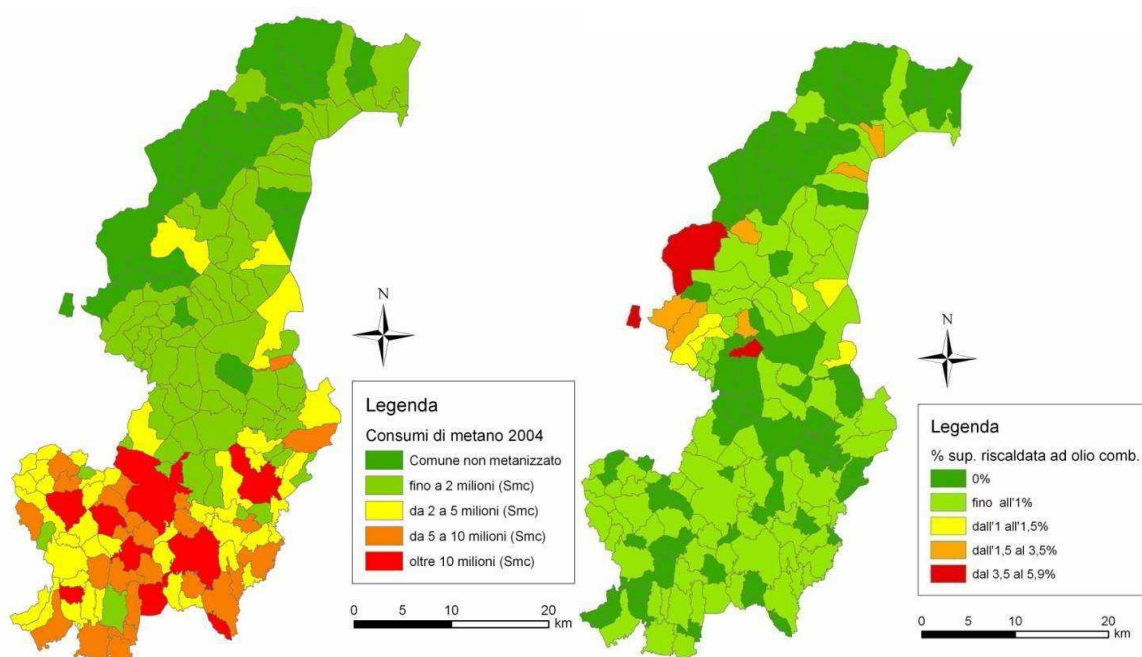 N
Legenda
Consumi di metano 2004
Comune non metanizzato
fino a 2 milioni (Smc)
da 2 a 5 milioni (Smc)
da 5 a 10 milioni (Smc)
oltre 10 milioni (Smc)
0 5 10 20
km
N
Legenda
% sup. riscaldata ad olio comb.
0%
fino all'1%
dall'1 all'1,5%
dall'1,5 al 3,5%
dal 3,5 al 5,9%
0 5 10 20
km